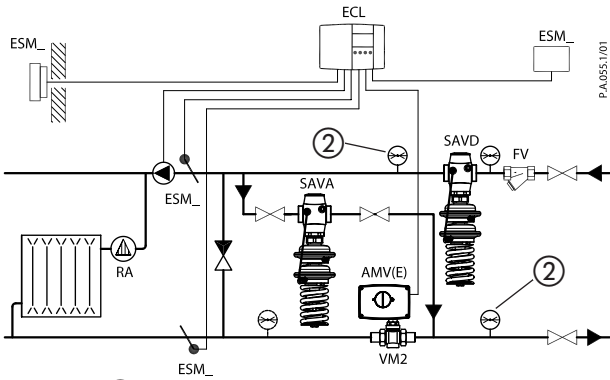 ECL
ESM_
ESM_
P.A.055.1/01
②
SAVD
FV
ESM_
SAVA
RA
AMV(E)
②
VM2
ESM_